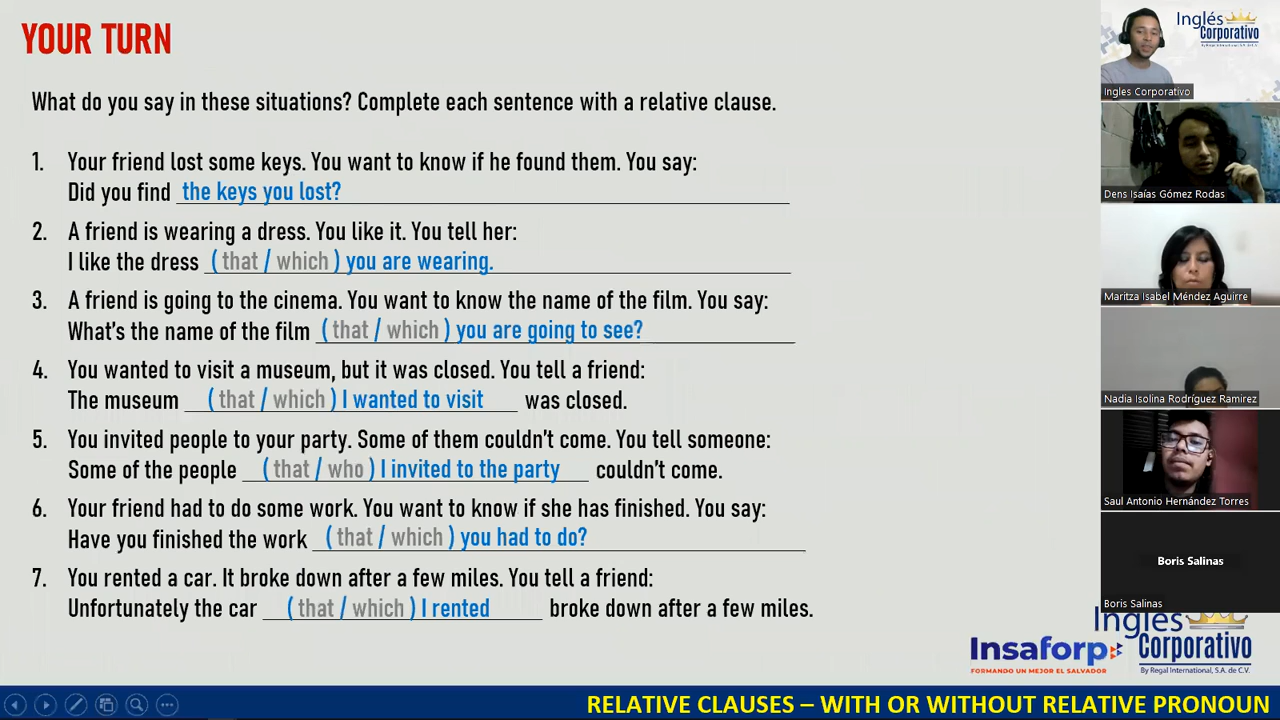 YOUR TURN
What do you say in these situations? Complete each sentence with a relative clause.
1. Your friend lost some keys. You want to know if he found them. You say:
Did you find the keys you lost?
2. A friend is wearing a dress. You like it. You tell her:
I like the dress ( that / which ) you are wearing.
3. A friend is going to the cinema. You want to know the name of the film. You say:
What's the name of the film ( that / which ) you are going to see?
4. You wanted to visit a museum, but it was closed. You tell a friend:
The museum ( that / which ) I wanted to visit was closed.
5. You invited people to your party. Some of them couldn't come. You tell someone:
Some of the people ( that / who ) I invited to the party couldn't come.
6. Your friend had to do some work. You want to know if she has finished. You say:
Have you finished the work ( that / which ) you had to do?
7. You rented a car. It broke down after a few miles. You tell a friend:
Unfortunately the car ( that / which ) I rented broke down after a few miles.
Inglés
Corporativo
By Regal International, S.A. de C.V.
Ingles Corporativo
Dens Isaías Gómez Rodas
Maritza Isabel Méndez Aguirre
Nadia Isolina Rodríguez Ramirez
Saul Antonio Hernández Torres
Boris Salinas
Boris Salinas
Insaforp
FORMANDO UN MEJOR EL SALVADOR
Inglés
Corporativo
By Regal International, S.A. de C.V.
RELATIVE CLAUSES – WITH OR WITHOUT RELATIVE PRONOUN